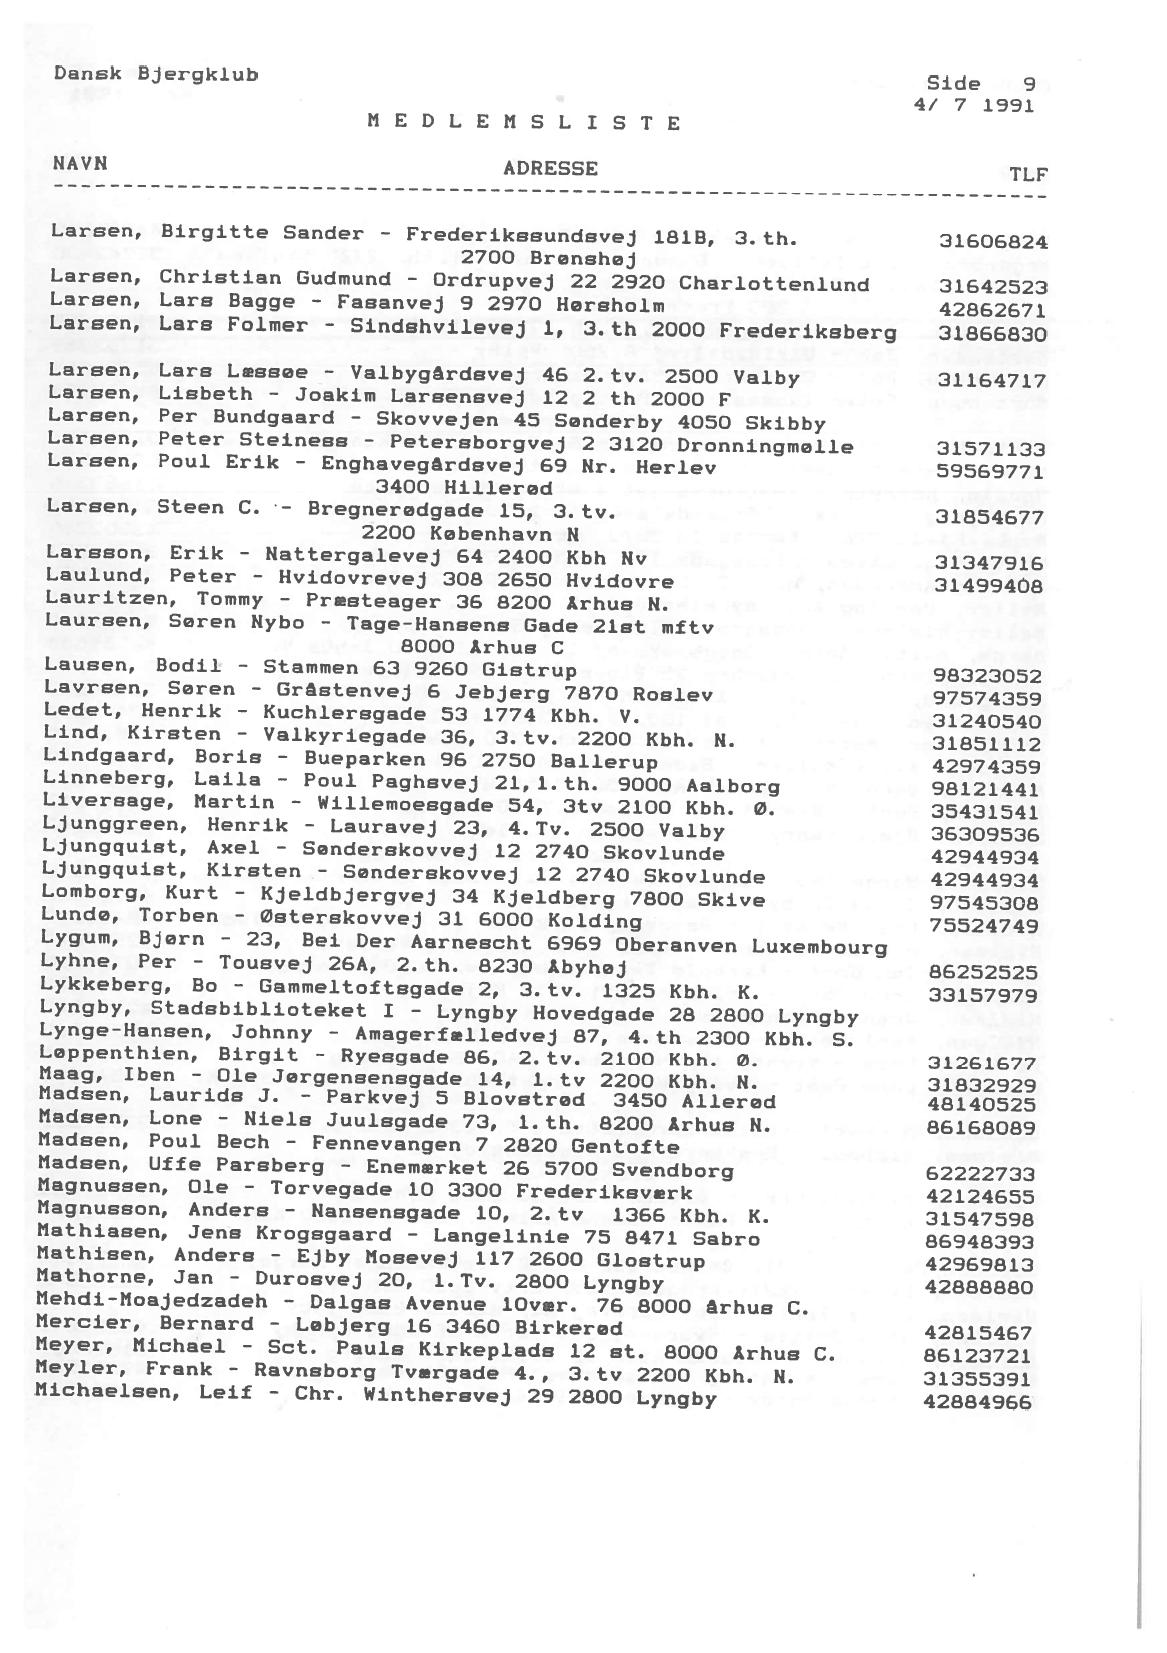 Dansk Bjergklub
Side 9
4/ 7 1991
M E D L E M S L I S T E
NAVN ADRESSE TLF
--------------------------------------------------------------------------
Larsen, Birgitte Sander - Frederikssundsvej 181B, 3.th. 31606824
2700 Brønshøj
Larsen, Christian Gudmund - Ordrupvej 22 2920 Charlottenlund 31642523
Larsen, Lars Bagge - Fasanvej 9 2970 Hørsholm 42862671
Larsen, Lars Folmer - Sindshvilevej 1, 3.th 2000 Frederiksberg 31866830
Larsen, Lars Læssøe - Valbygårdsvej 46 2.tv. 2500 Valby 31164717
Larsen, Lisbeth - Joakim Larsensvej 12 2 th 2000 F
Larsen, Per Bundgaard - Skovvejen 45 Sønderby 4050 Skibby
Larsen, Peter Steiness - Petersborgvej 2 3120 Dronningmølle 31571133
Larsen, Poul Erik - Enghavegårdsvej 69 Nr. Herlev 59569771
3400 Hillerød
Larsen, Steen C. - Bregnerødgade 15, 3.tv. 31854677
2200 København N
Larsson, Erik - Nattergalevej 64 2400 Kbh Nv 31347916
Laulund, Peter - Hvidovrevej 308 2650 Hvidovre 31499408
Lauritzen, Tommy - Præsteager 36 8200 Århus N.
Laursen, Søren Nybo - Tage-Hansens Gade 21st mftv
8000 Århus C
Lausen, Bodil - Stammen 63 9260 Gistrup 98323052
Lavrsen, Søren - Gråstenvej 6 Jebjerg 7870 Roslev 97574359
Ledet, Henrik - Kuchlersgade 53 1774 Kbh. V. 31240540
Lind, Kirsten - Valkyriegade 36, 3.tv. 2200 Kbh. N. 31851112
Lindgaard, Boris - Bueparken 96 2750 Ballerup 42974359
Linneberg, Laila - Poul Paghsvej 21,1.th. 9000 Aalborg 98121441
Liversage, Martin - Willemoesgade 54, 3tv 2100 Kbh. Ø. 35431541
Ljunggreen, Henrik - Lauravej 23, 4.Tv. 2500 Valby 36309536
Ljungquist, Axel - Sønderskovvej 12 2740 Skovlunde 42944934
Ljungquist, Kirsten - Sønderskovvej 12 2740 Skovlunde 42944934
Lomborg, Kurt - Kjeldbjergvej 34 Kjeldberg 7800 Skive 97545308
Lundø, Torben - Østerskovvej 31 6000 Kolding 75524749
Lygum, Bjørn - 23, Bei Der Aarnescht 6969 Oberanven Luxembourg
Lyhne, Per - Tousvej 26A, 2.th. 8230 Åbyhøj 86252525
Lykkeberg, Bo - Gammeltoftsgade 2, 3.tv. 1325 Kbh. K. 33157979
Lyngby, Stadsbiblioteket I - Lyngby Hovedgade 28 2800 Lyngby
Lynge-Hansen, Johnny - Amagerfælledvej 87, 4.th 2300 Kbh. S.
Løppenthien, Birgit - Ryesgade 86, 2.tv. 2100 Kbh. Ø. 31261677
Maag, Iben - Ole Jørgensensgade 14, 1.tv 2200 Kbh. N. 31832929
Madsen, Laurids J. - Parkvej 5 Blovstrød 3450 Allerød 48140525
Madsen, Lone - Niels Juulsgade 73, 1.th. 8200 Århus N. 86168089
Madsen, Poul Bech - Fennevangen 7 2820 Gentofte
Madsen, Uffe Parsberg - Enemærket 26 5700 Svendborg 62222733
Magnussen, Ole - Torvegade 10 3300 Frederiksværk 42124655
Magnusson, Anders - Nansensgade 10, 2.tv 1366 Kbh. K. 31547598
Mathiasen, Jens Krogsgaard - Langelinie 75 8471 Sabro 86948393
Mathisen, Anders - Ejby Mosevej 117 2600 Glostrup 42969813
Mathorne, Jan - Durosvej 20, 1.Tv. 2800 Lyngby 42888880
Mehdi-Moajedzadeh - Dalgas Avenue 10vær. 76 8000 århus C.
Mercier, Bernard - Løbjerg 16 3460 Birkerød 42815467
Meyer, Michael - Sct. Pauls Kirkeplads 12 st. 8000 Århus C. 86123721
Meyler, Frank - Ravnsborg Tværgade 4., 3.tv 2200 Kbh. N. 31355391
Michaelsen, Leif - Chr. Winthersvej 29 2800 Lyngby 42884966